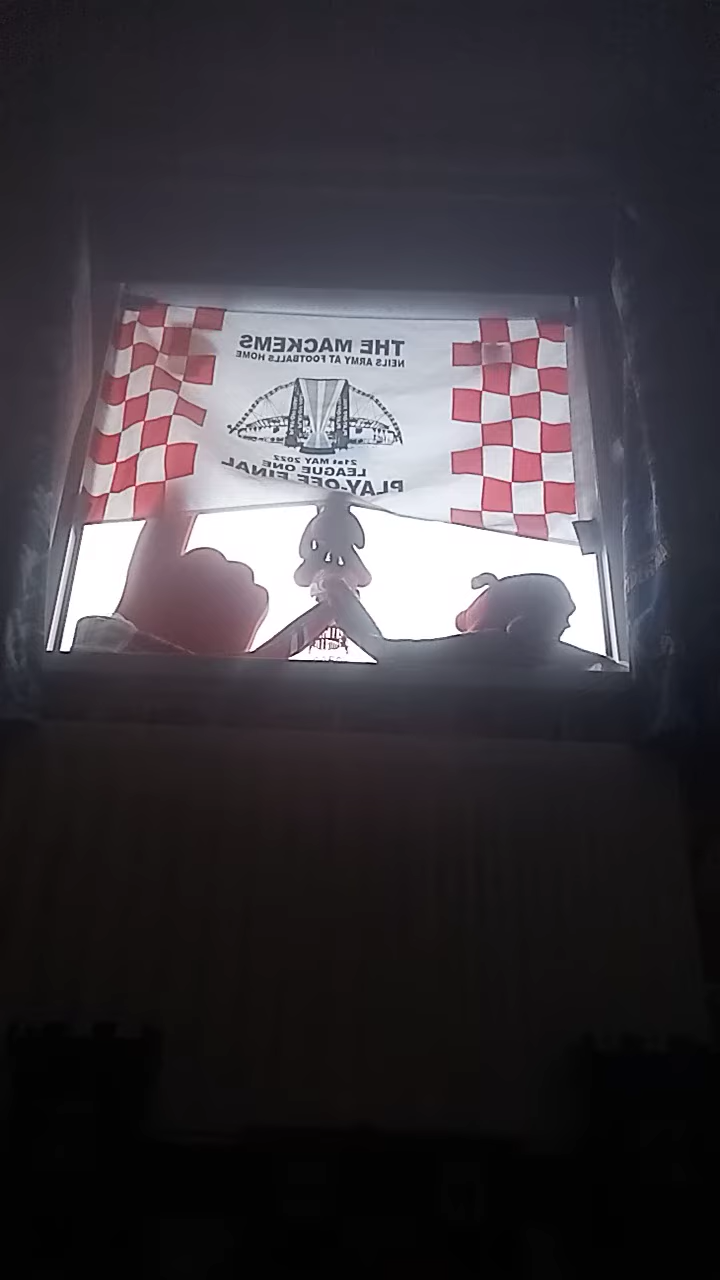 THE MACKEMS
NEILS ARMY AT FOOTBALLS HOME
21st MAY 2022
LEAGUE ONE
PLAY-OFF FINAL